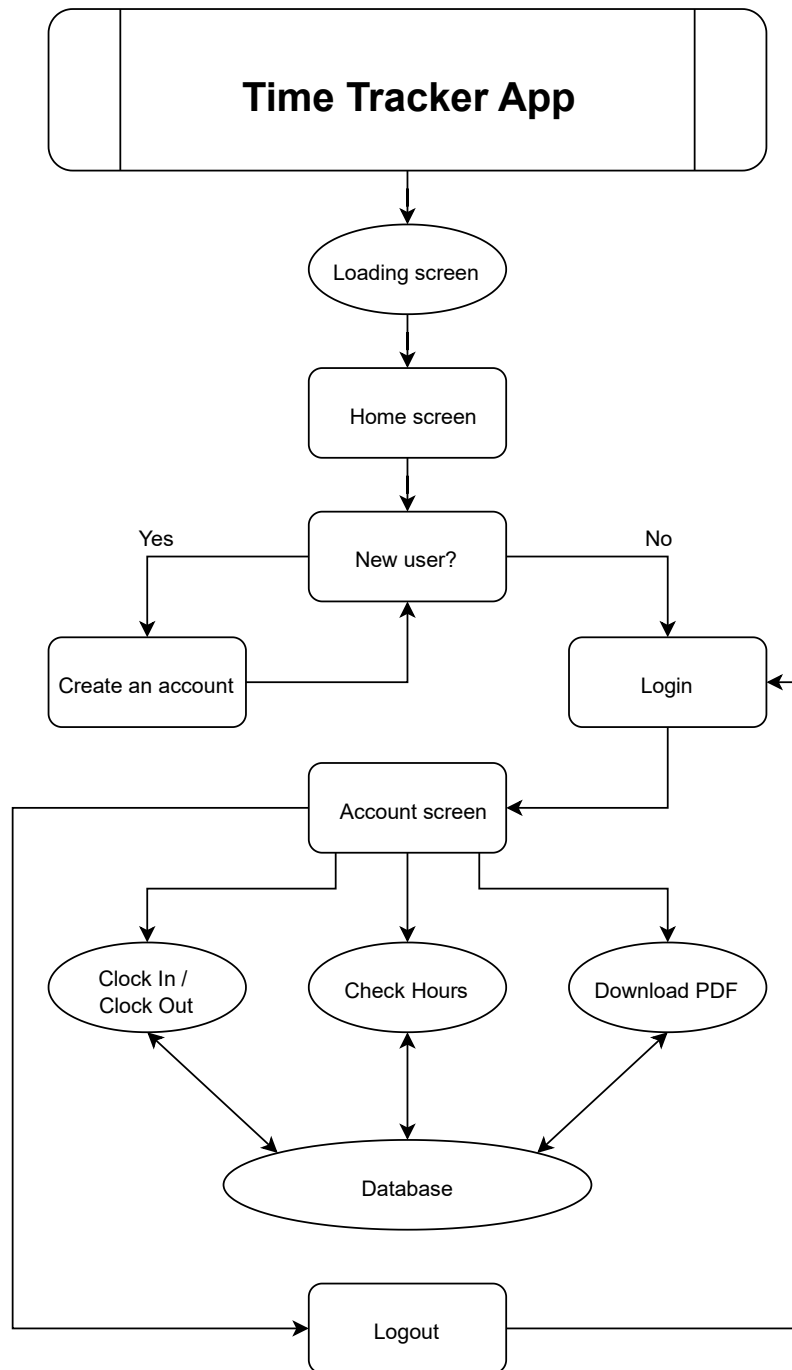 Time Tracker App
Loading screen
Home screen
Yes
No
New user?
Create an account
Login
Account screen
Clock In /
Clock Out
Check Hours
Download PDF
Database
Logout